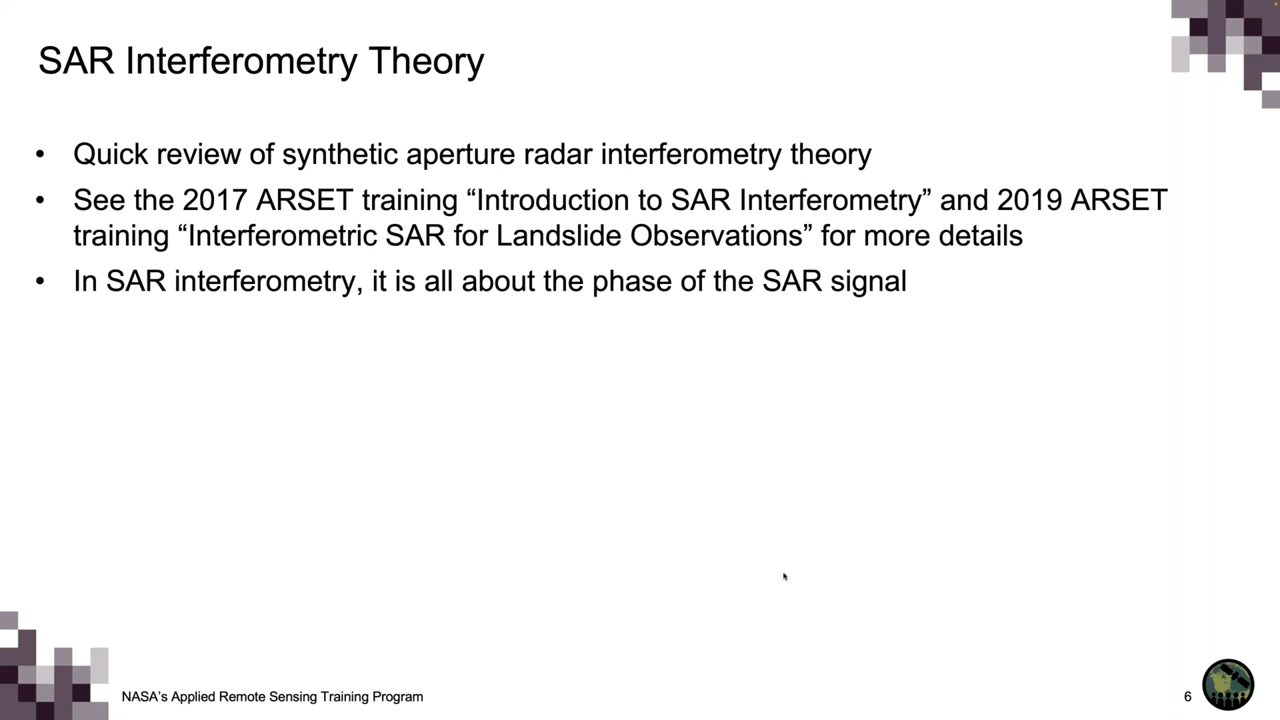 SAR Interferometry Theory
• Quick review of synthetic aperture radar interferometry theory
• See the 2017 ARSET training “Introduction to SAR Interferometry” and 2019 ARSET
training “Interferometric SAR for Landslide Observations” for more details
• In SAR interferometry, it is all about the phase of the SAR signal
NASA’s Applied Remote Sensing Training Program
6